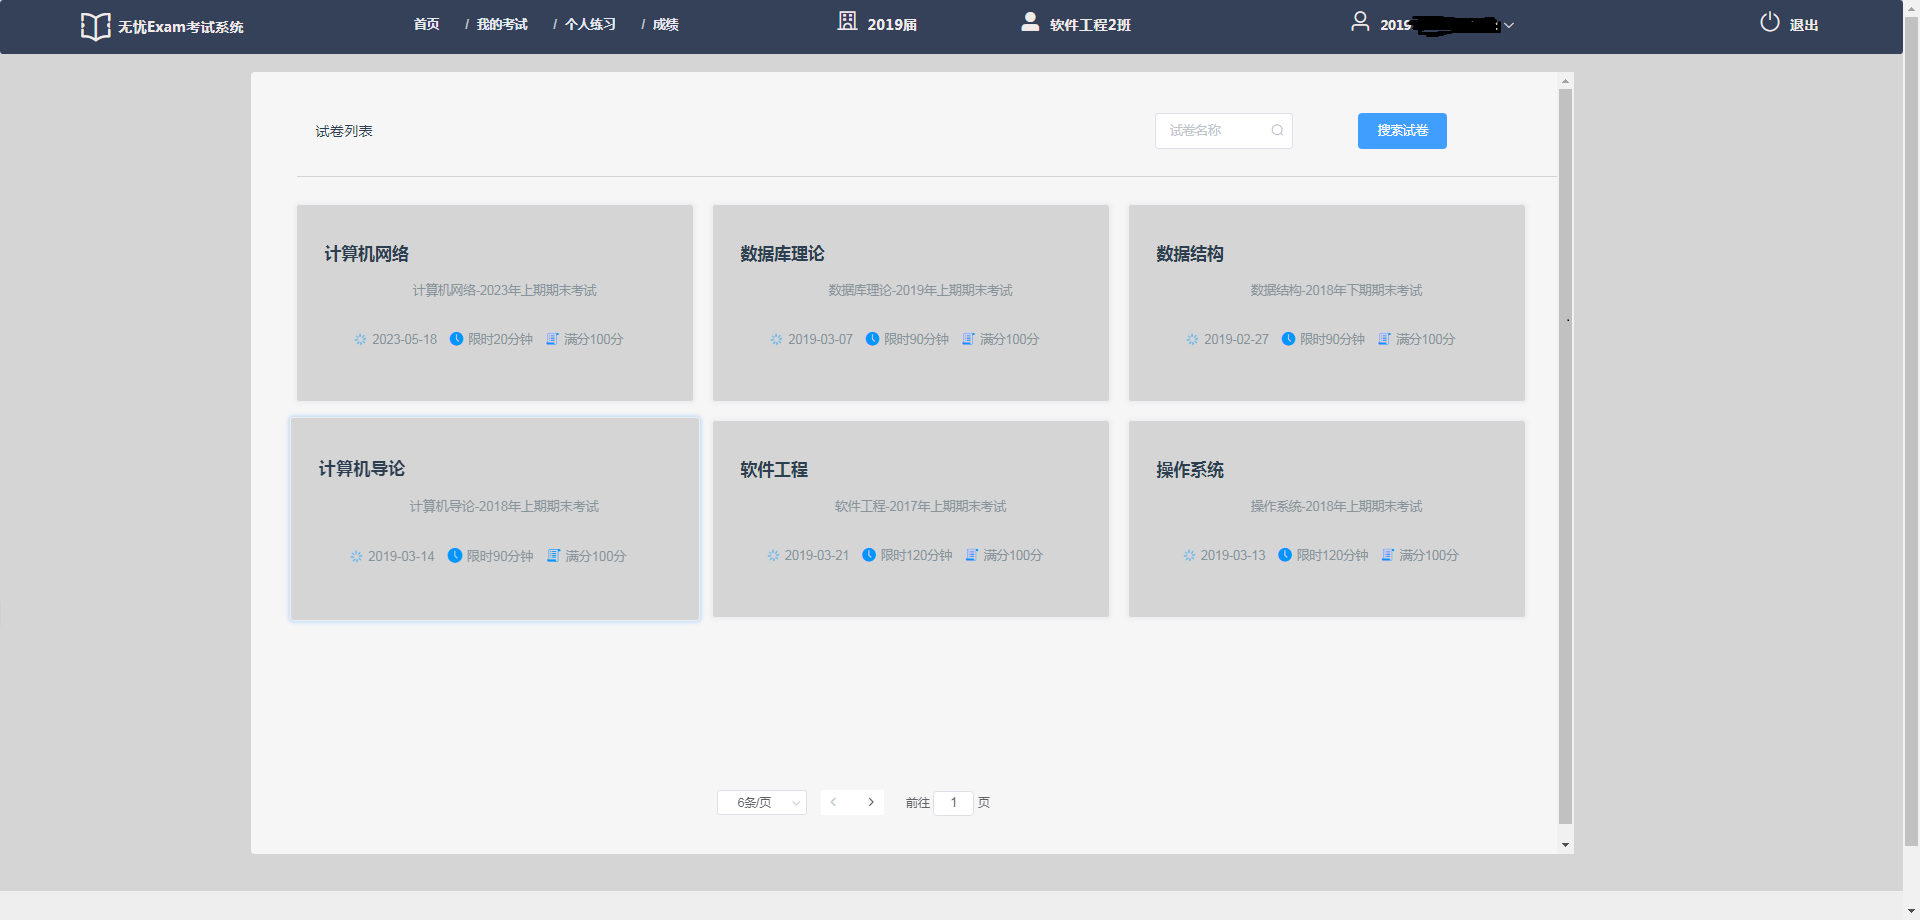 无忧Exam考试系统 首页 / 我的考试 / 个人练习 / 成绩 2019届 软件工程2班 2019 退出
试卷列表 试卷名称 搜索试卷
计算机网络
计算机网络-2023年上期期末考试
2023-05-18 限时20分钟 满分100分
数据库理论
数据库理论-2019年上期期末考试
2019-03-07 限时90分钟 满分100分
数据结构
数据结构-2018年下期期末考试
2019-02-27 限时90分钟 满分100分
计算机导论
计算机导论-2018年上期期末考试
2019-03-14 限时90分钟 满分100分
软件工程
软件工程-2017年上期期末考试
2019-03-21 限时120分钟 满分100分
操作系统
操作系统-2018年上期期末考试
2019-03-13 限时120分钟 满分100分
6条/页 前往 1 页